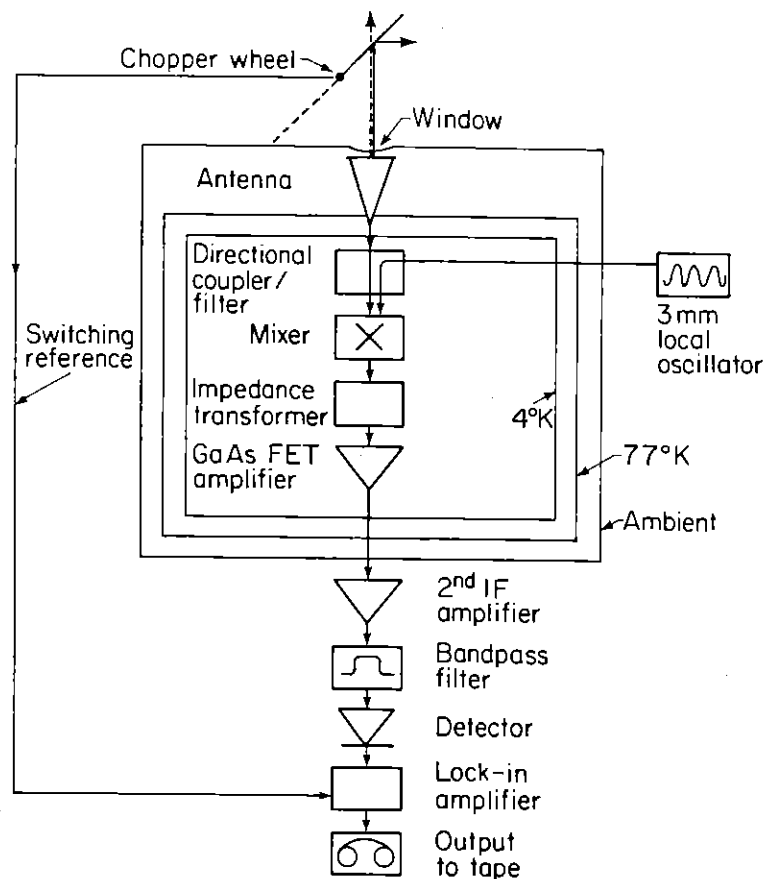 Chopper wheel
Window
Antenna
Directional
coupler/
filter
Mixer
3mm
local
oscillator
Switching
reference
Impedance
transformer
4°K
GaAs FET
amplifier
77°K
Ambient
2nd IF
amplifier
Bandpass
filter
Detector
Lock-in
amplifier
Output
to tape